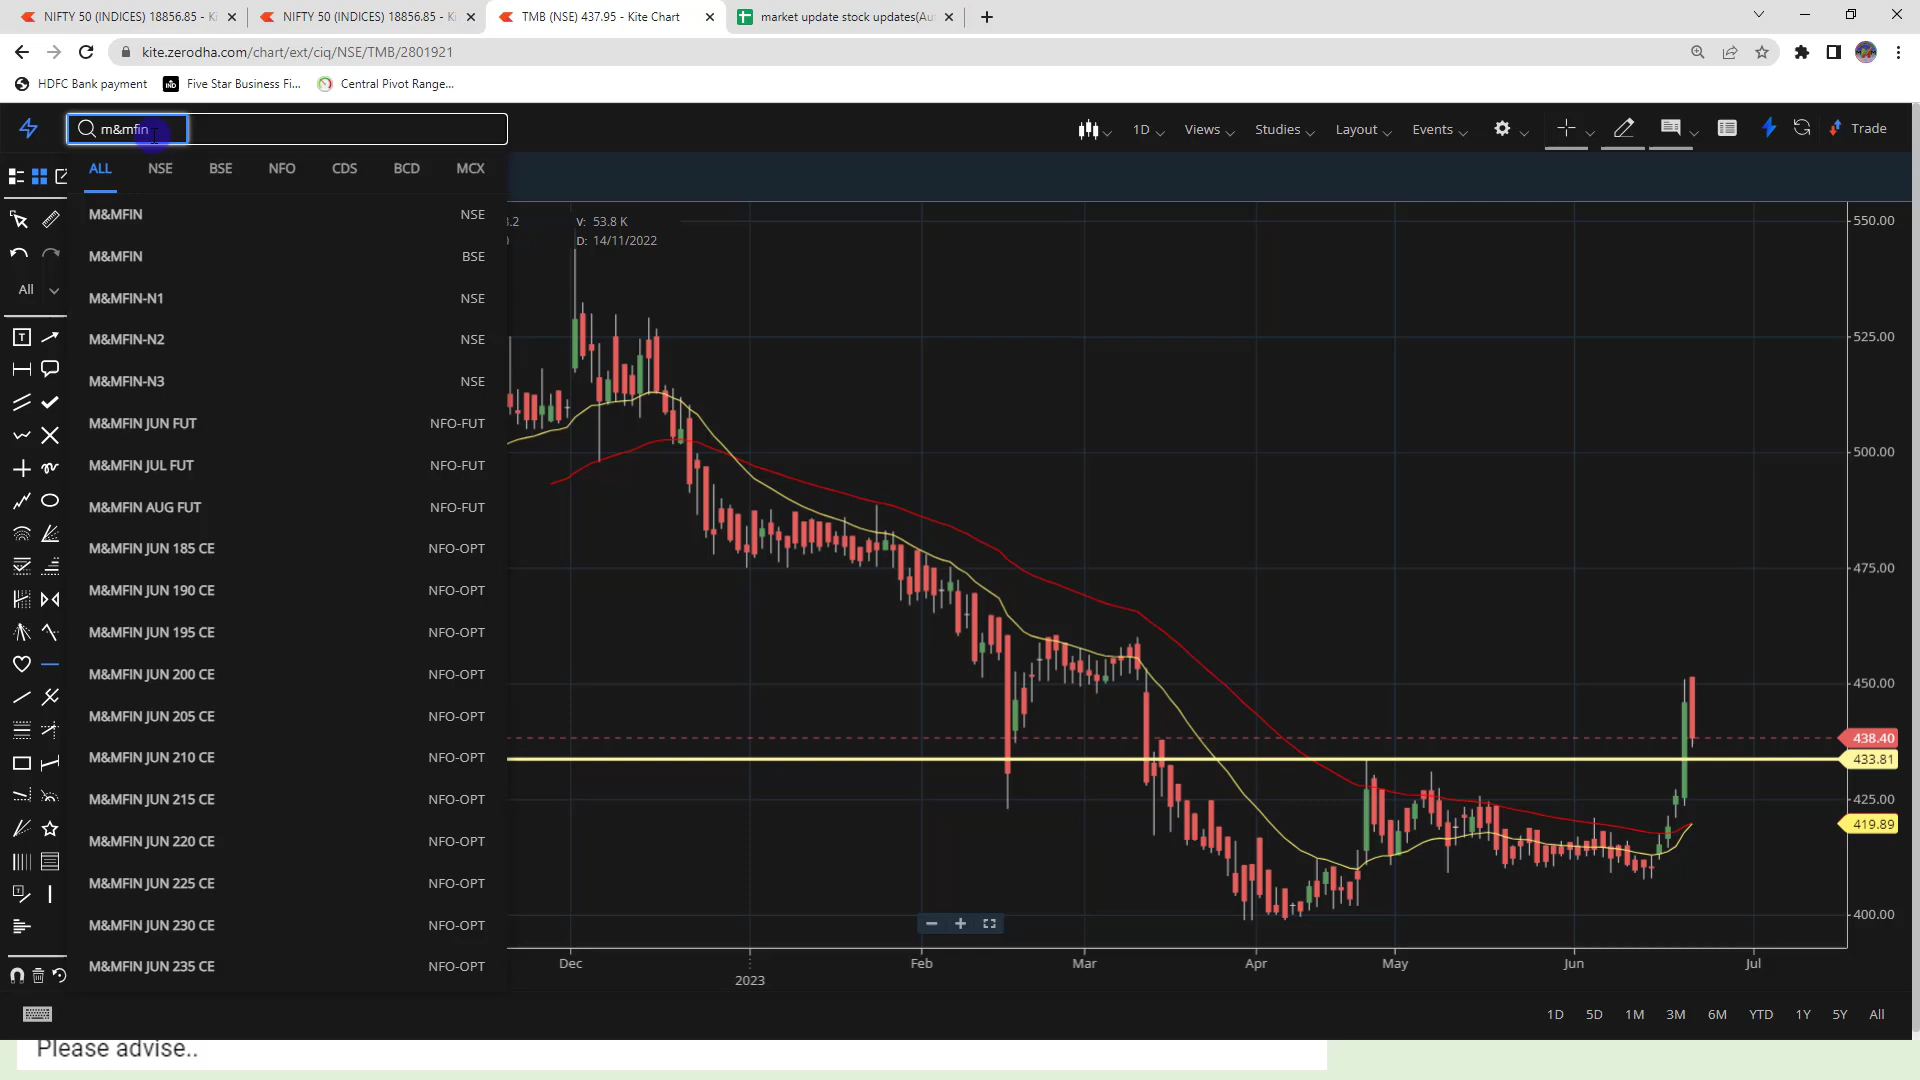 NIFTY 50 (INDICES) 18856.85 - Ki
NIFTY 50 (INDICES) 18856.85 - Ki
TMB (NSE) 437.95 - Kite Chart
market update stock updates(Au
kite.zerodha.com/chart/ext/ciq/NSE/TMB/2801921
HDFC Bank payment
Five Star Business Fi...
Central Pivot Range...
m&mfin
1D
Views
Studies
Layout
Events
Trade
ALL NSE BSE NFO CDS BCD MCX
M&MFIN NSE
M&MFIN BSE
M&MFIN-N1 NSE
M&MFIN-N2 NSE
M&MFIN-N3 NSE
M&MFIN JUN FUT NFO-FUT
M&MFIN JUL FUT NFO-FUT
M&MFIN AUG FUT NFO-FUT
M&MFIN JUN 185 CE NFO-OPT
M&MFIN JUN 190 CE NFO-OPT
M&MFIN JUN 195 CE NFO-OPT
M&MFIN JUN 200 CE NFO-OPT
M&MFIN JUN 205 CE NFO-OPT
M&MFIN JUN 210 CE NFO-OPT
M&MFIN JUN 215 CE NFO-OPT
M&MFIN JUN 220 CE NFO-OPT
M&MFIN JUN 225 CE NFO-OPT
M&MFIN JUN 230 CE NFO-OPT
M&MFIN JUN 235 CE NFO-OPT
All
V: 53.8 K
D: 14/11/2022
550.00
525.00
500.00
475.00
450.00
438.40
433.81
425.00
419.89
400.00
Dec 2023 Feb Mar Apr May Jun Jul
1D 5D 1M 3M 6M YTD 1Y 5Y All
Please advise..